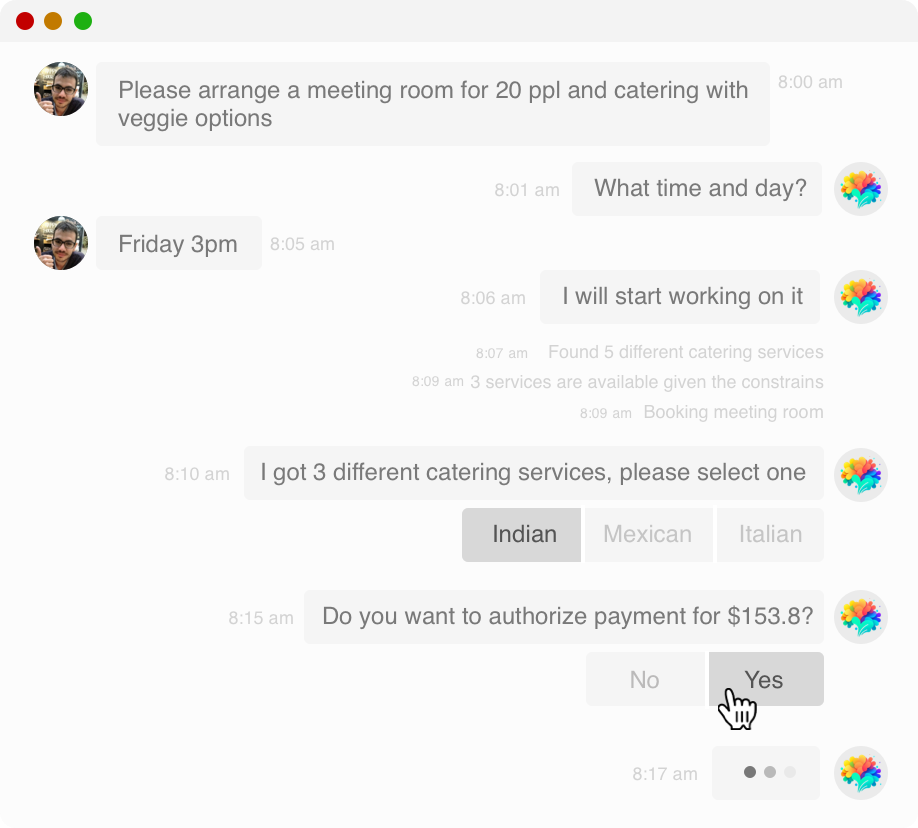 Please arrange a meeting room for 20 ppl and catering with
veggie options
8:00 am
8:01 am
What time and day?
Friday 3pm
8:05 am
8:06 am
I will start working on it
8:07 am Found 5 different catering services
8:09 am 3 services are available given the constrains
8:09 am Booking meeting room
8:10 am
I got 3 different catering services, please select one
Indian
Mexican
Italian
8:15 am
Do you want to authorize payment for $153.8?
No
Yes
8:17 am